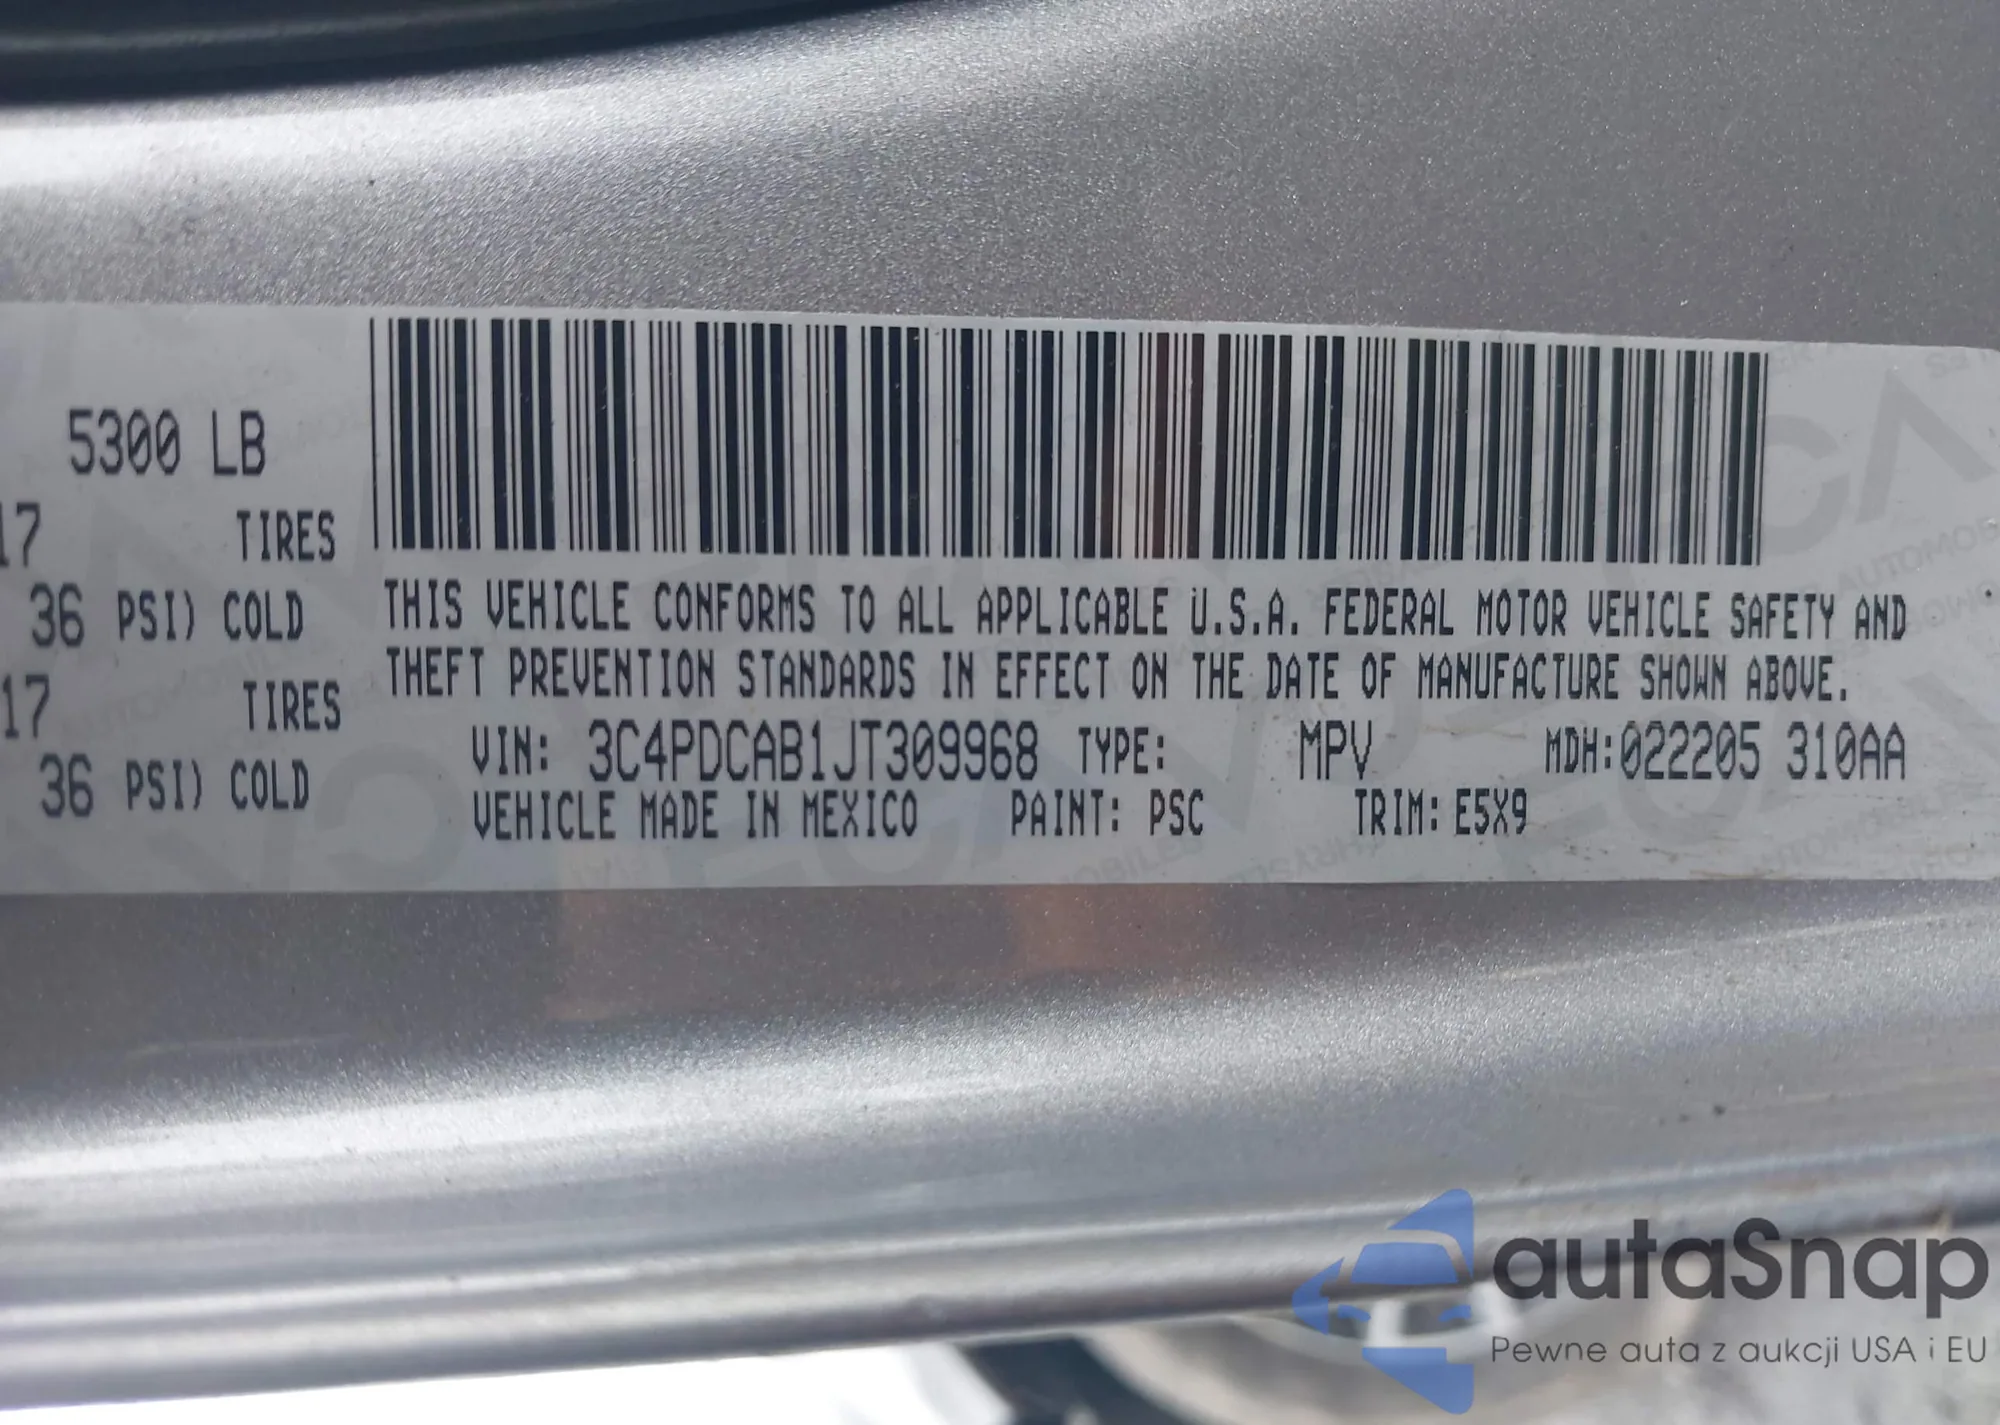 5300 LB
17 TIRES
36 PSI) COLD
17 TIRES
36 PSI) COLD
THIS VEHICLE CONFORMS TO ALL APPLICABLE U.S.A. FEDERAL MOTOR VEHICLE SAFETY AND
THEFT PREVENTION STANDARDS IN EFFECT ON THE DATE OF MANUFACTURE SHOWN ABOVE.
VIN: 3C4PDCAB1JT309968 TYPE: MPV MDH:022205 310AA
VEHICLE MADE IN MEXICO PAINT: PSC TRIM: E5X9
autaSnap
Pewne auta z aukcji USA i EU